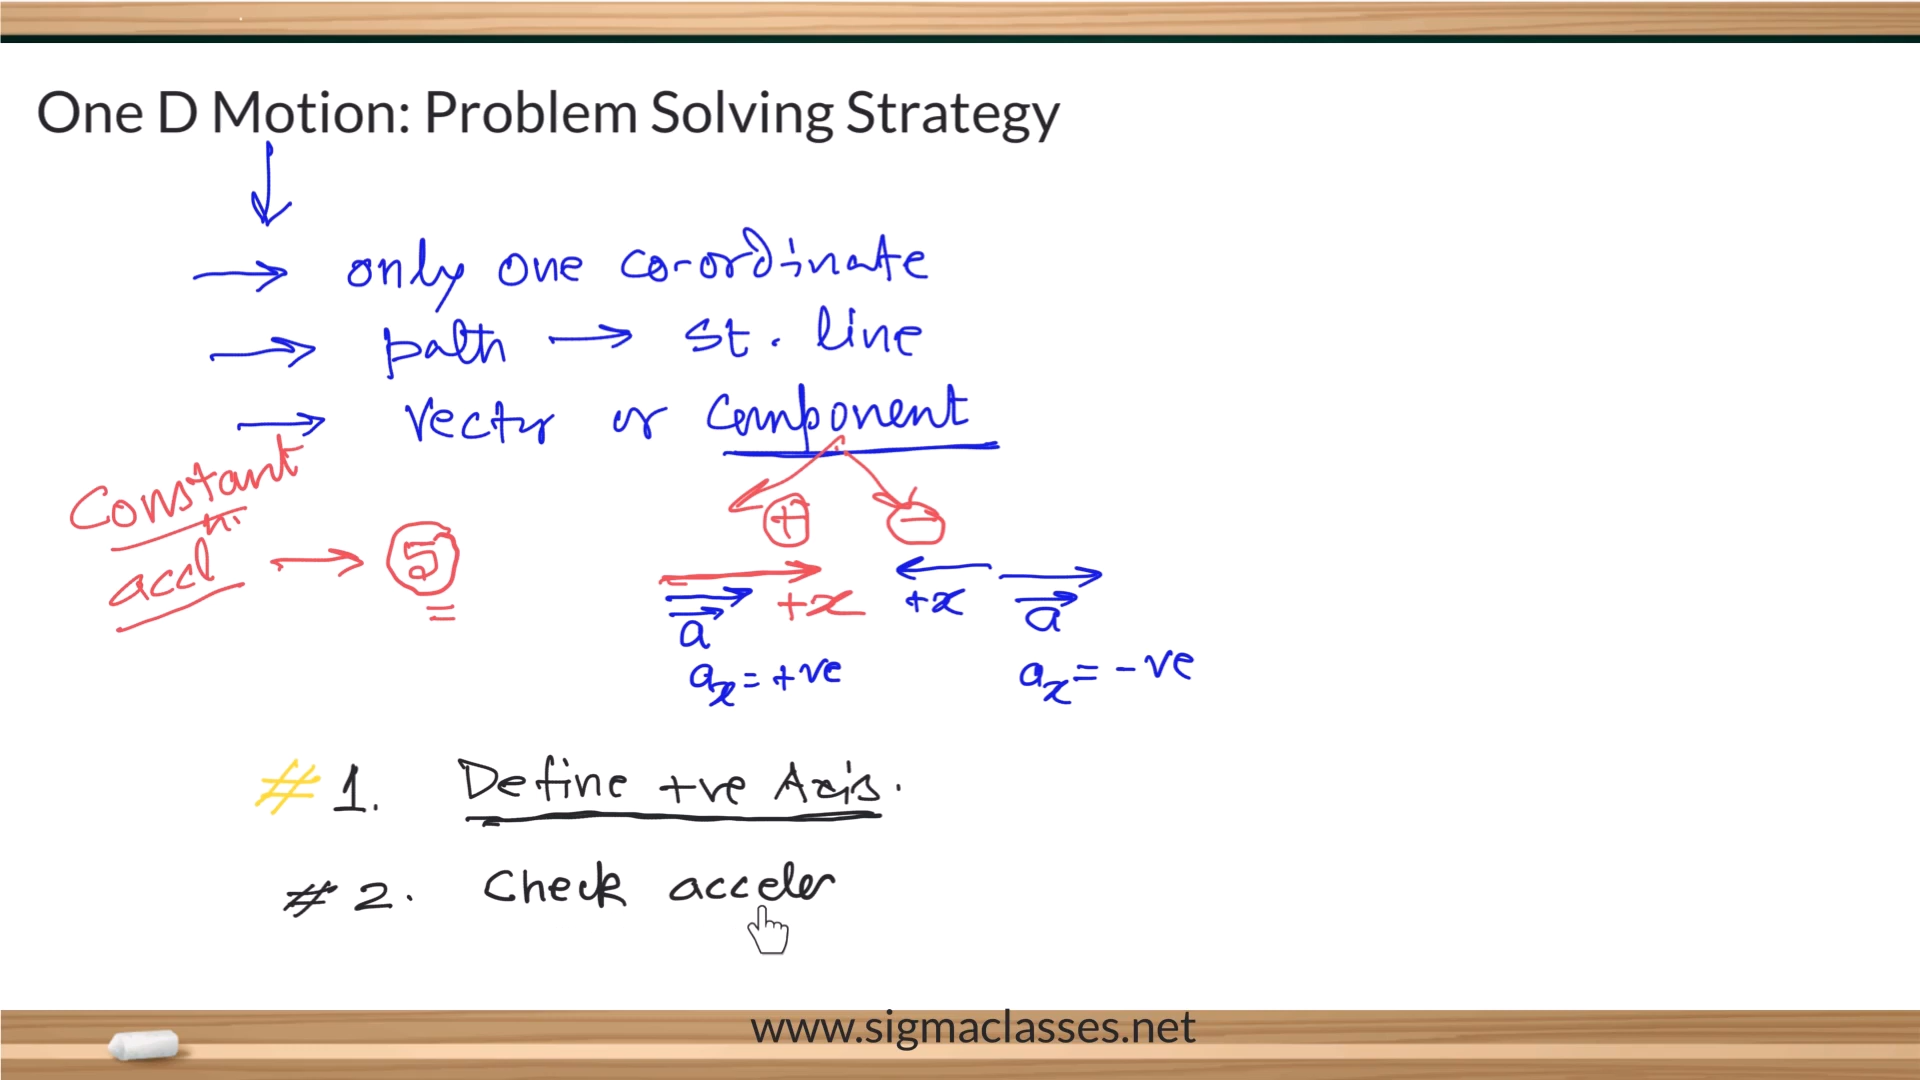 One D Motion: Problem Solving Strategy
→ only one co-ordinate
→ path → st. line
→ vector or component
Constant
accl → 5
+ −
a +x +x a
ax = +ve ax = -ve
# 1. Define +ve Axis.
# 2. Check acceler
www.sigmaclasses.net